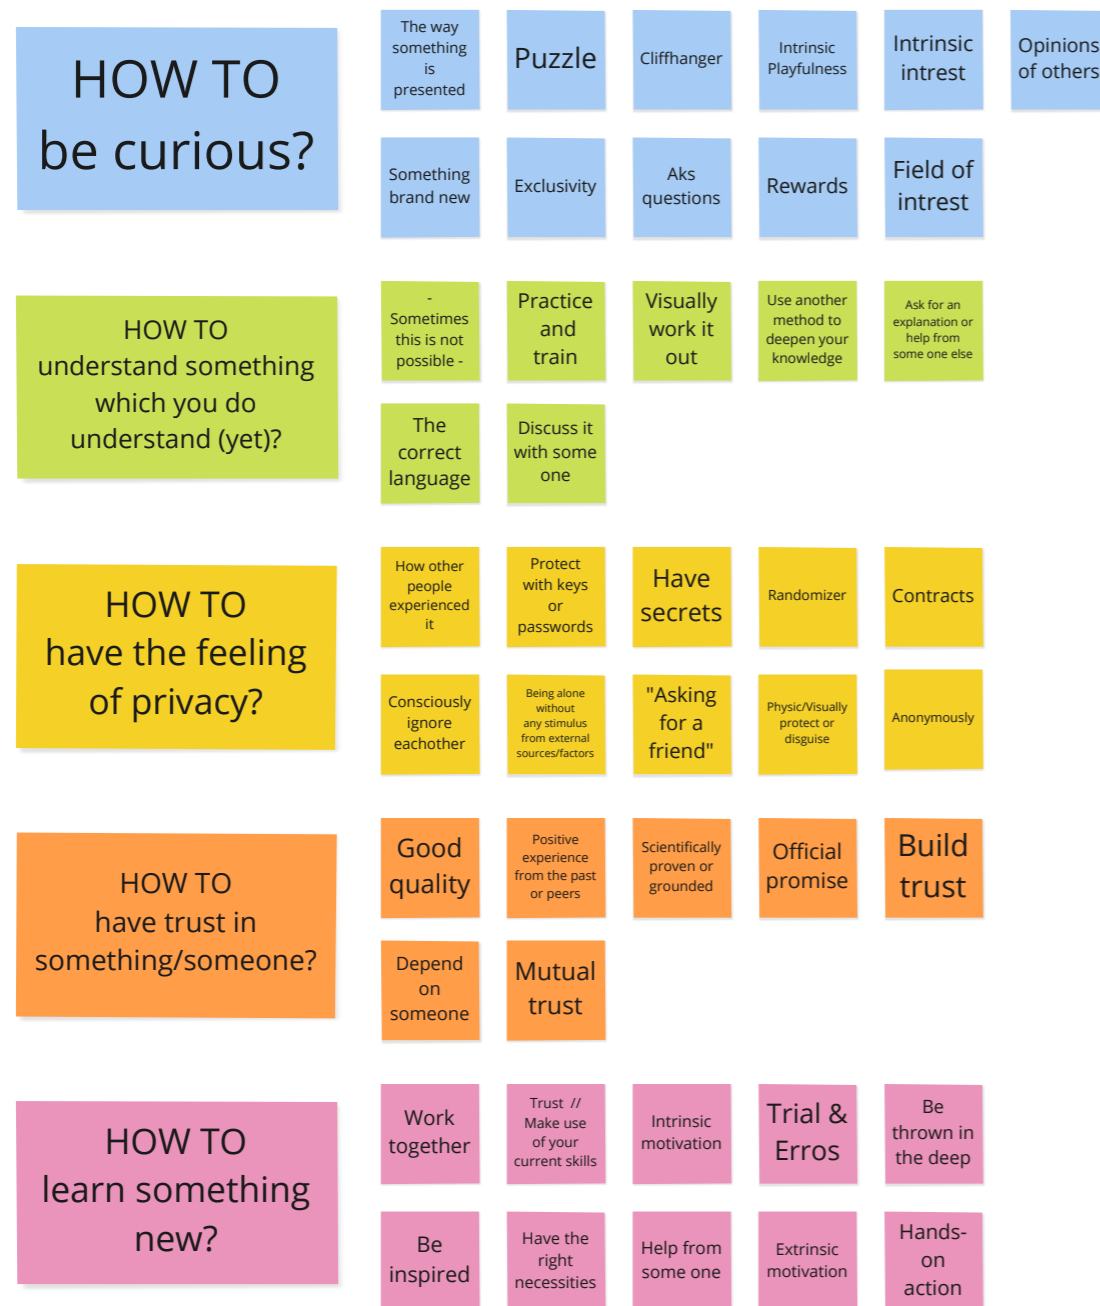 HOW TO
be curious?
The way
something
is
presented
Puzzle
Cliffhanger
Intrinsic
Playfulness
Intrinsic
intrest
Opinions
of others
Something
brand new
Exclusivity
Aks
questions
Rewards
Field of
intrest
HOW TO
understand something
which you do
understand (yet)?
-
Sometimes
this is not
possible -
Practice
and
train
Visually
work it
out
Use another
method to
deepen your
knowledge
Ask for an
explanation or
help from
some one else
The
correct
language
Discuss it
with some
one
HOW TO
have the feeling
of privacy?
How other
people
experienced
it
Protect
with keys
or
passwords
Have
secrets
Randomizer
Contracts
Consciously
ignore
eachother
Being alone
without
any stimulus
from external
sources/factors
"Asking
for a
friend"
Physic/Visually
protect or
disguise
Anonymously
HOW TO
have trust in
something/someone?
Good
quality
Positive
experience
from the past
or peers
Scientifically
proven or
grounded
Official
promise
Build
trust
Depend
on
someone
Mutual
trust
HOW TO
learn something
new?
Work
together
Trust //
Make use
of your
current skills
Intrinsic
motivation
Trial &
Erros
Be
thrown in
the deep
Be
inspired
Have the
right
necessities
Help from
some one
Extrinsic
motivation
Hands-
on
action